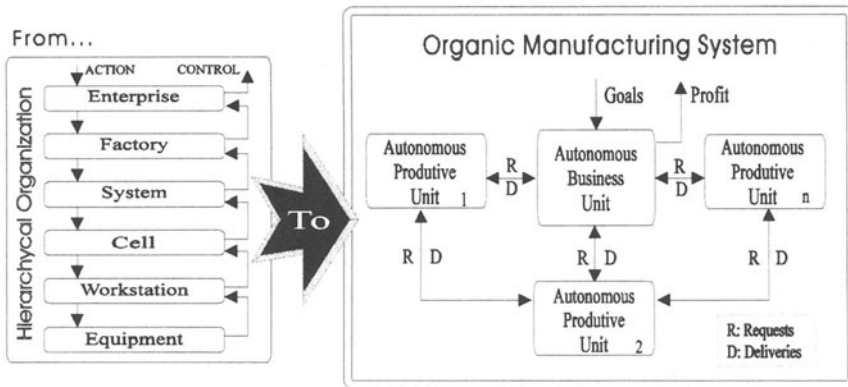 From...
Hierarchycal Organization
ACTION
CONTROL
Enterprise
Factory
System
Cell
Workstation
Equipment
To
Organic Manufacturing System
Goals
Profit
Autonomous
Produtive
Unit 1
R
D
Autonomous
Business
Unit
R
D
Autonomous
Produtive
Unit n
R D
R D
R D
Autonomous
Produtive
Unit 2
R: Requests
D: Deliveries